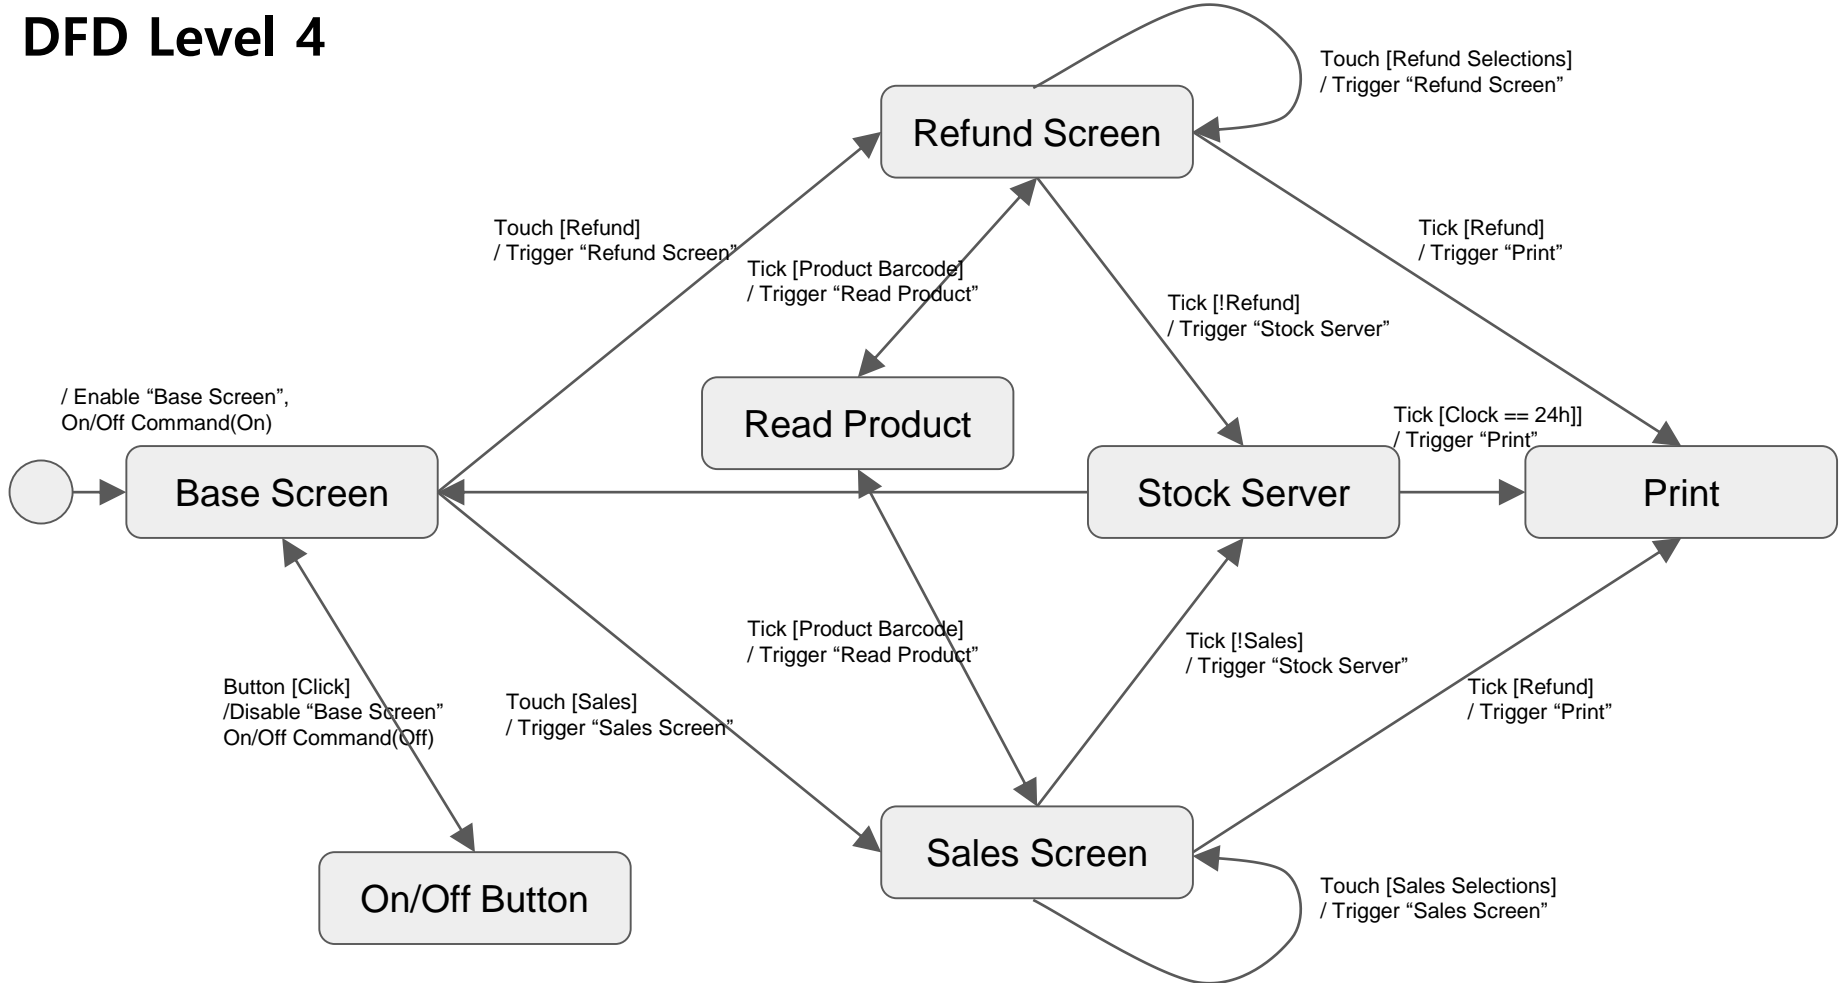 DFD Level 4
Touch [Refund Selections]
/ Trigger “Refund Screen”
Refund Screen
Touch [Refund]
/ Trigger “Refund Screen”
Tick [Product Barcode]
/ Trigger “Read Product”
Tick [Refund]
/ Trigger “Print”
Tick [!Refund]
/ Trigger “Stock Server”
/ Enable “Base Screen”,
On/Off Command(On)
Read Product
Tick [Clock == 24h]]
/ Trigger “Print”
Base Screen
Stock Server
Print
Tick [Product Barcode]
/ Trigger “Read Product”
Tick [!Sales]
/ Trigger “Stock Server”
Button [Click]
/Disable “Base Screen”
On/Off Command(Off)
Touch [Sales]
/ Trigger “Sales Screen”
Tick [Refund]
/ Trigger “Print”
Sales Screen
On/Off Button
Touch [Sales Selections]
/ Trigger “Sales Screen”